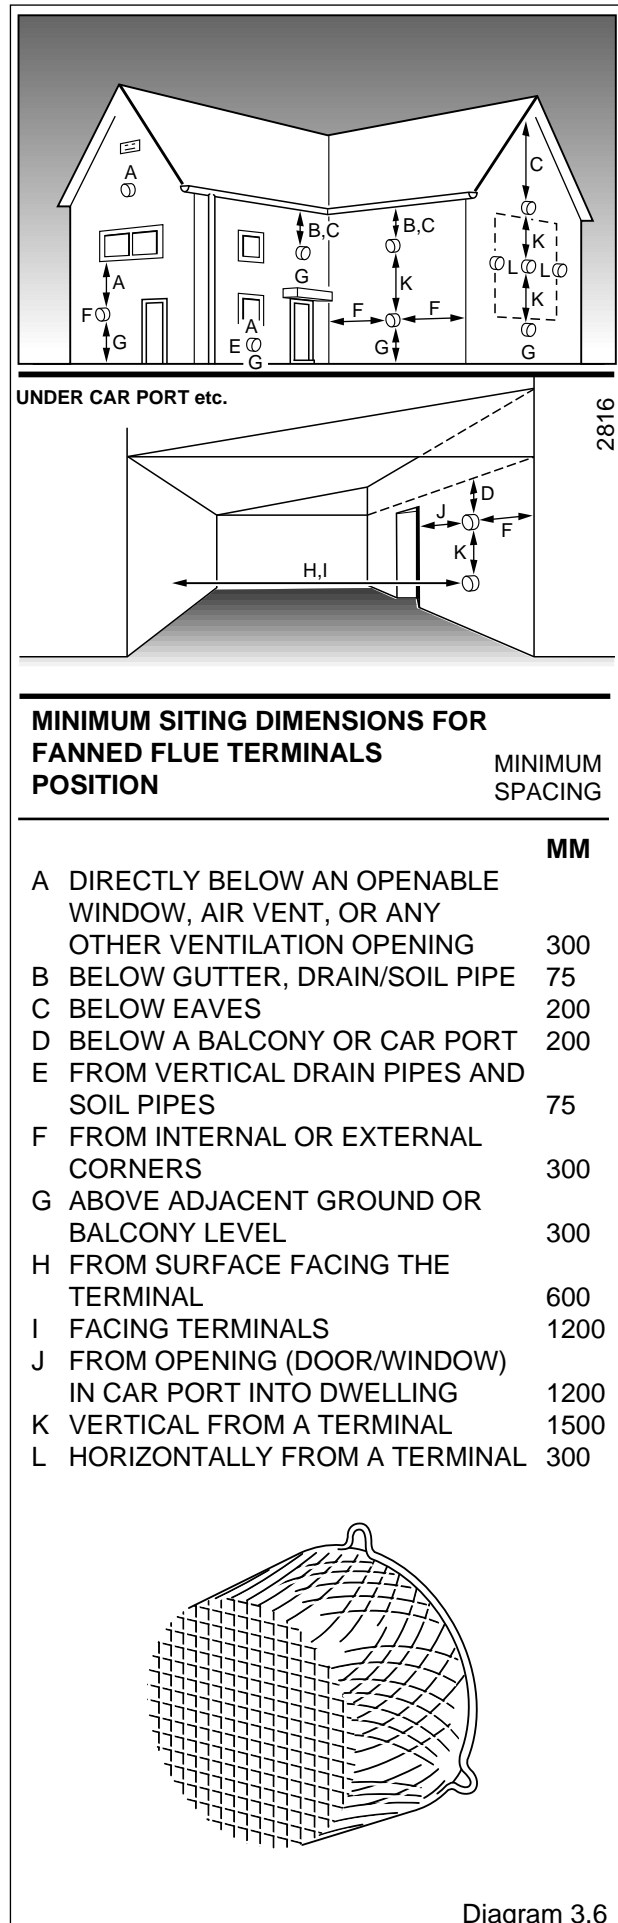 A
C
B,C
B,C
K
A
G
L
L
K
F
K
F
F
A
E
G
G
G
G
UNDER CAR PORT etc.
2816
D
J
F
K
H,I
MINIMUM SITING DIMENSIONS FOR
FANNED FLUE TERMINALS
POSITION
MINIMUM
SPACING
MM
A DIRECTLY BELOW AN OPENABLE
WINDOW, AIR VENT, OR ANY
OTHER VENTILATION OPENING 300
B BELOW GUTTER, DRAIN/SOIL PIPE 75
C BELOW EAVES 200
D BELOW A BALCONY OR CAR PORT 200
E FROM VERTICAL DRAIN PIPES AND
SOIL PIPES 75
F FROM INTERNAL OR EXTERNAL
CORNERS 300
G ABOVE ADJACENT GROUND OR
BALCONY LEVEL 300
H FROM SURFACE FACING THE
TERMINAL 600
I FACING TERMINALS 1200
J FROM OPENING (DOOR/WINDOW)
IN CAR PORT INTO DWELLING 1200
K VERTICAL FROM A TERMINAL 1500
L HORIZONTALLY FROM A TERMINAL 300
Diagram 3.6